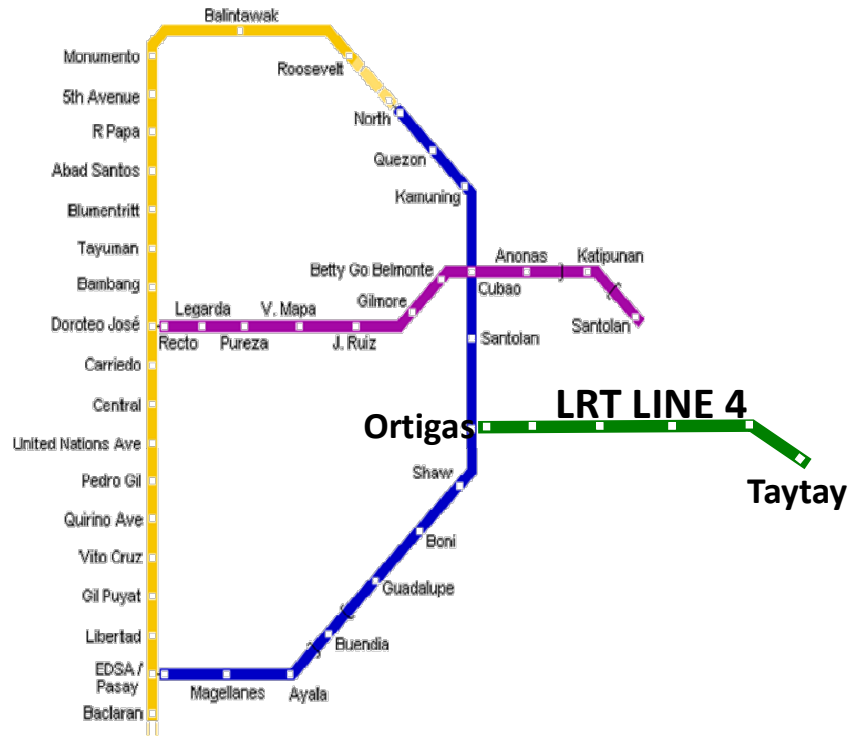 Balintawak
Monumento
Roosevelt
5th Avenue
North
R Papa
Quezon
Abad Santos
Kamuning
Blumentritt
Tayuman
Anonas
Katipunan
Betty Go Belmonte
Bambang
Cubao
Gilmore
Legarda
V. Mapa
Doroteo José
Santolan
Recto
Pureza
J. Ruiz
Santolan
Carriedo
Central
LRT LINE 4
Ortigas
United Nations Ave
Shaw
Pedro Gil
Taytay
Quirino Ave
Boni
Vito Cruz
Guadalupe
Gil Puyat
Libertad
Buendia
EDSA /
Pasay
Magellanes
Ayala
Baclaran